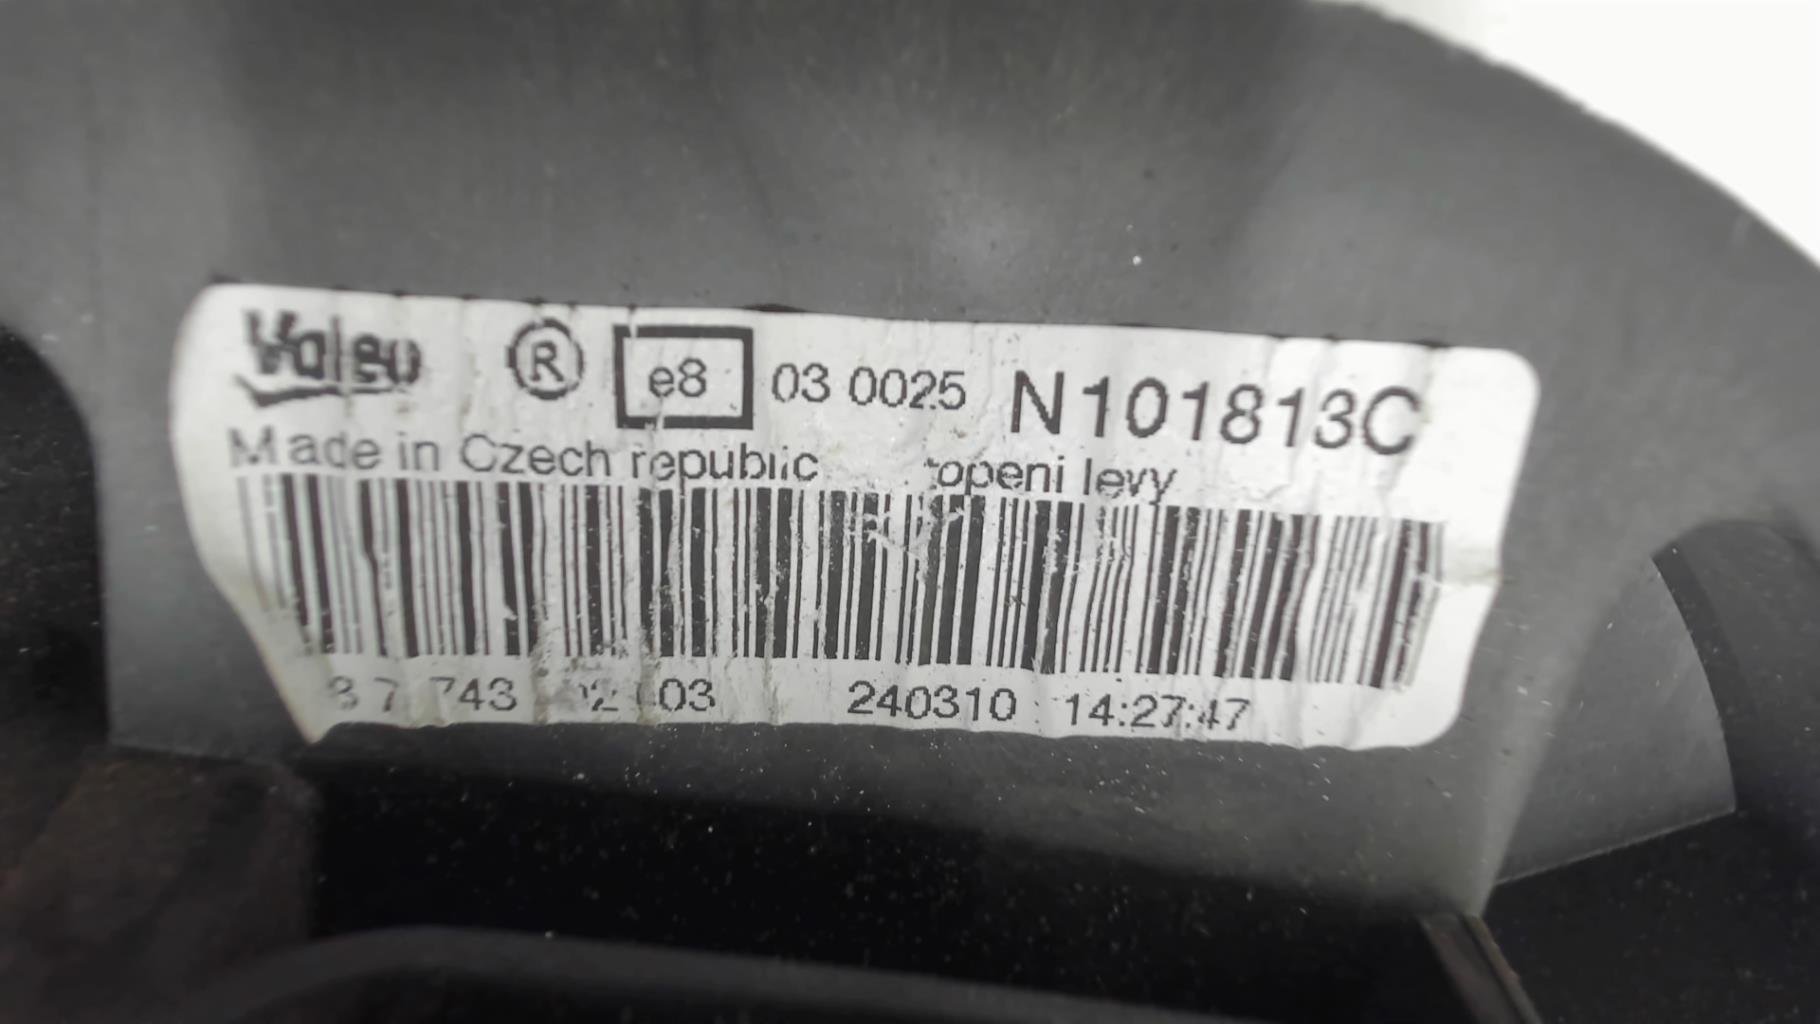 Valeo ® e8 03 0025 N101813C
Made in Czech republic topeni levy
240310 14:27:47